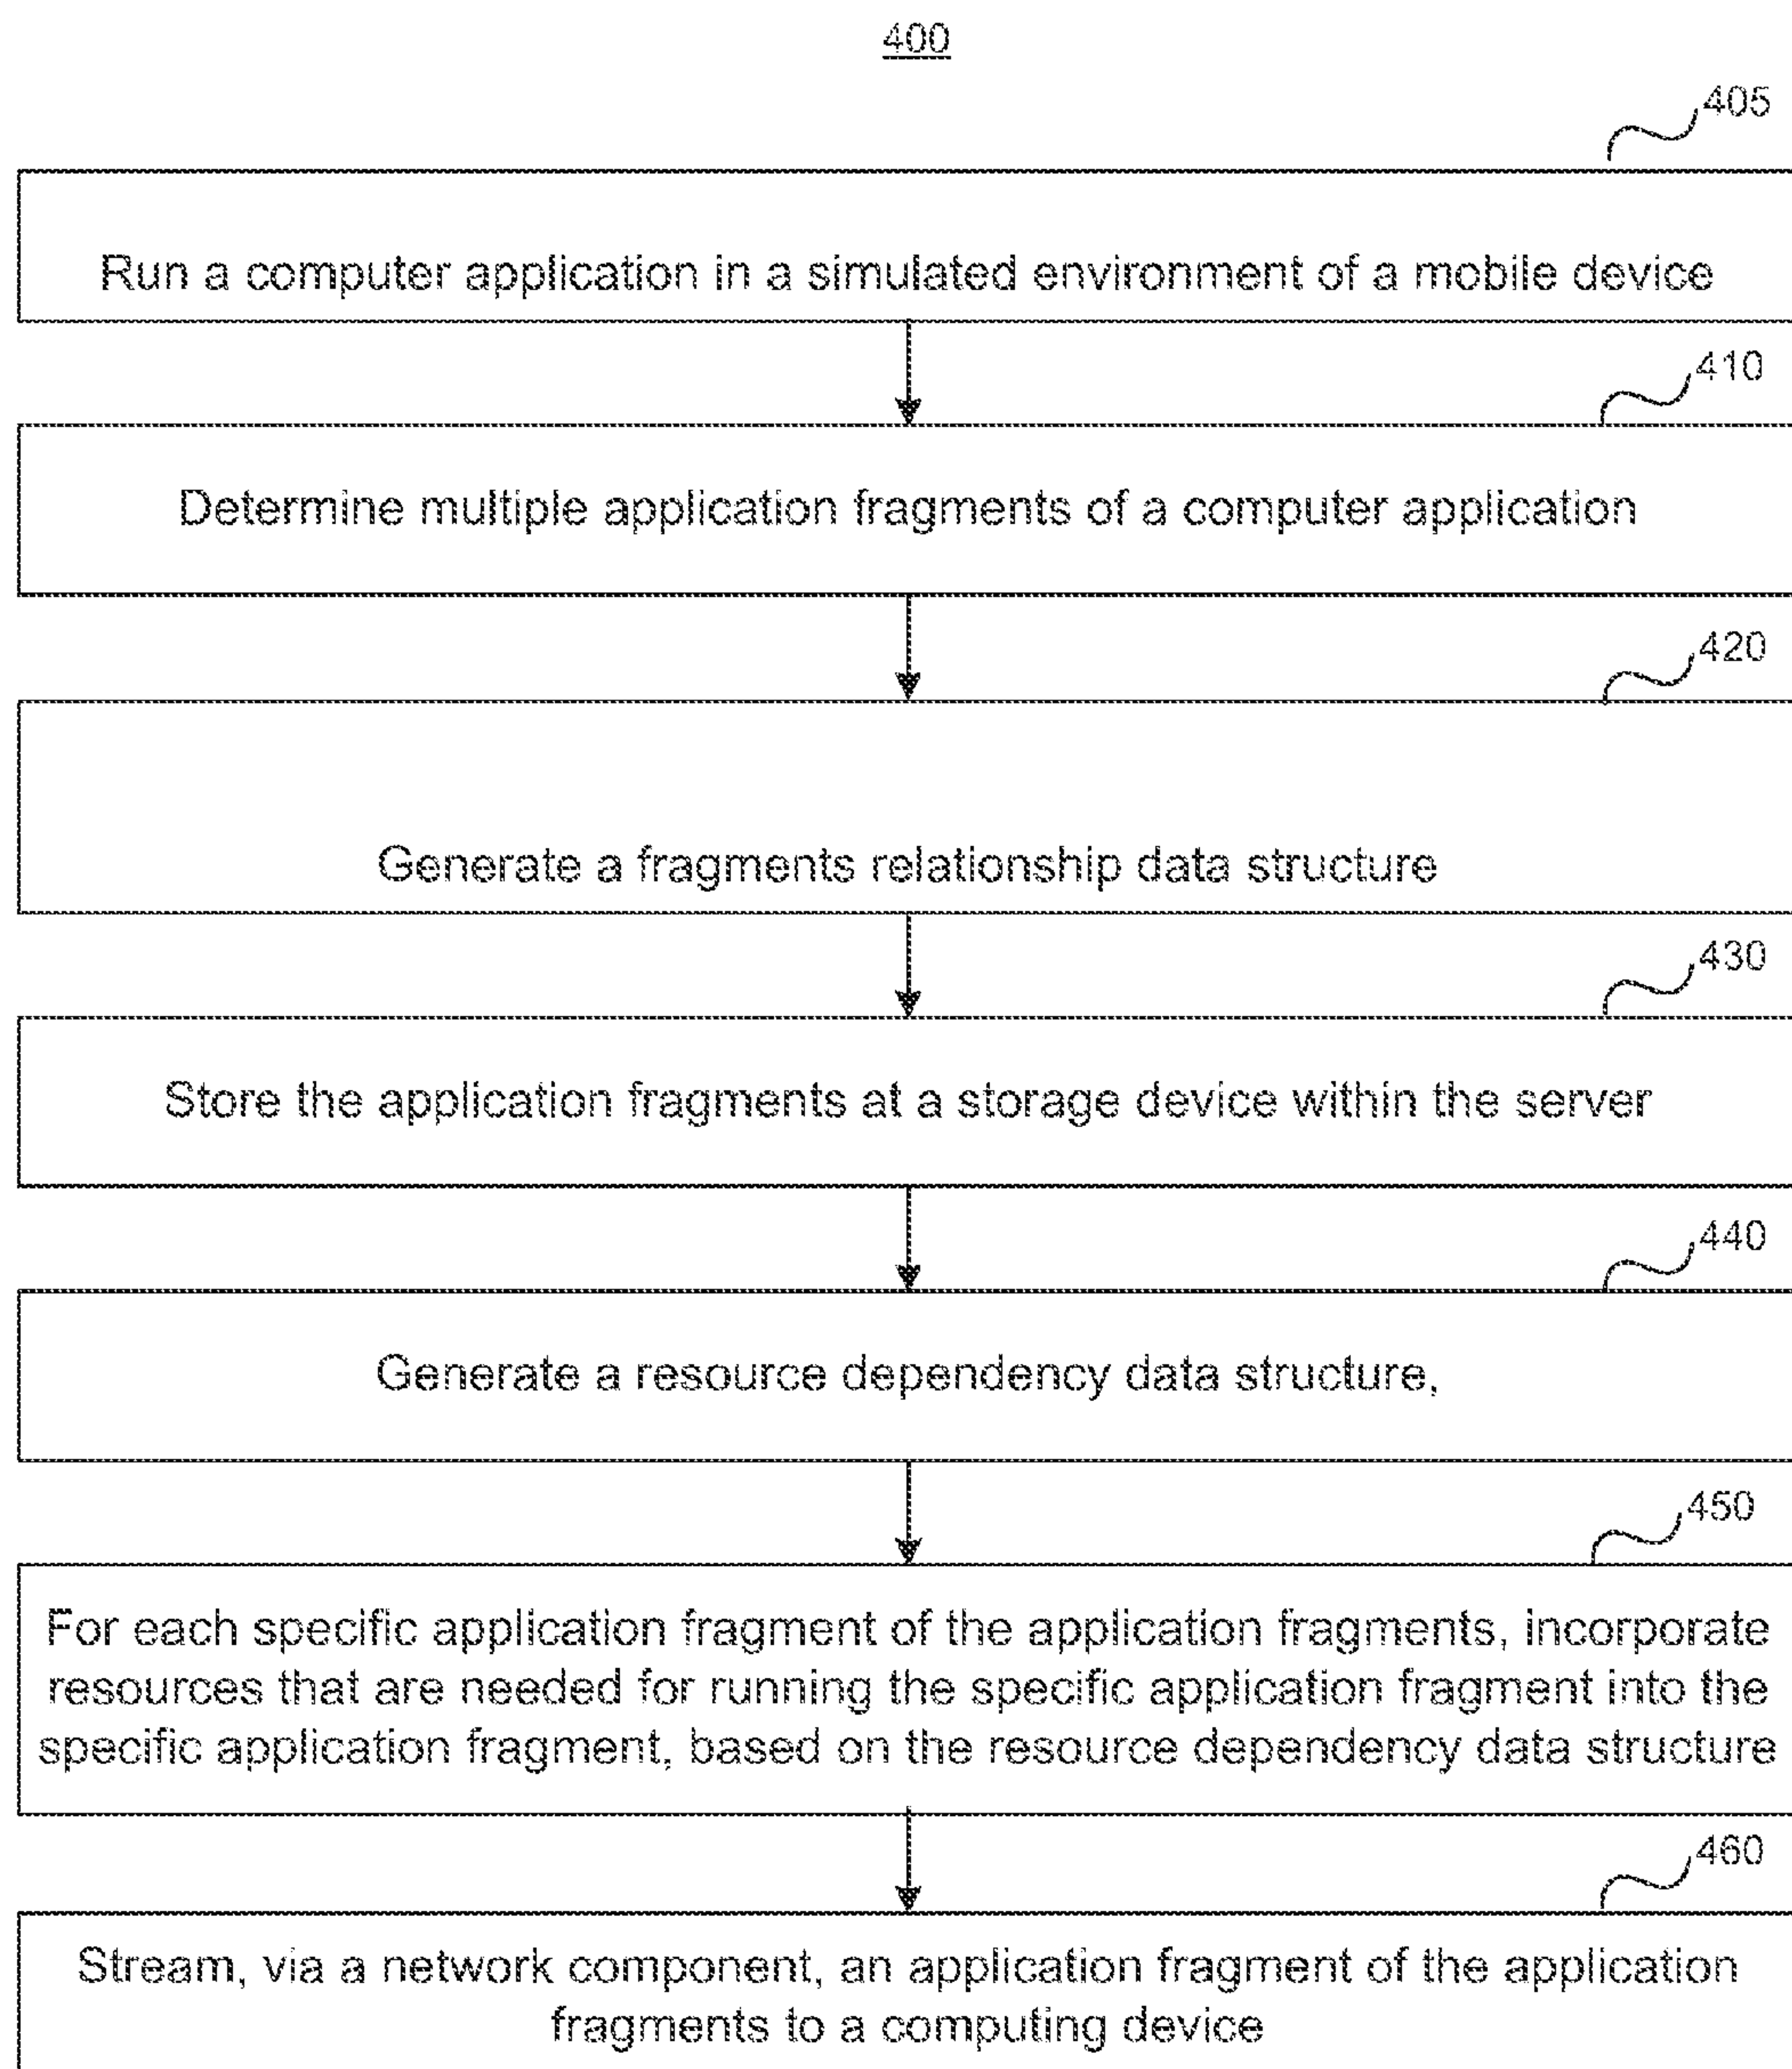 400
405
Run a computer application in a simulated environment of a mobile device
410
Determine multiple application fragments of a computer application
420
Generate a fragments relationship data structure
430
Store the application fragments at a storage device within the server
440
Generate a resource dependency data structure,
450
For each specific application fragment of the application fragments, incorporate
resources that are needed for running the specific application fragment into the
specific application fragment, based on the resource dependency data structure
460
Stream, via a network component, an application fragment of the application
fragments to a computing device